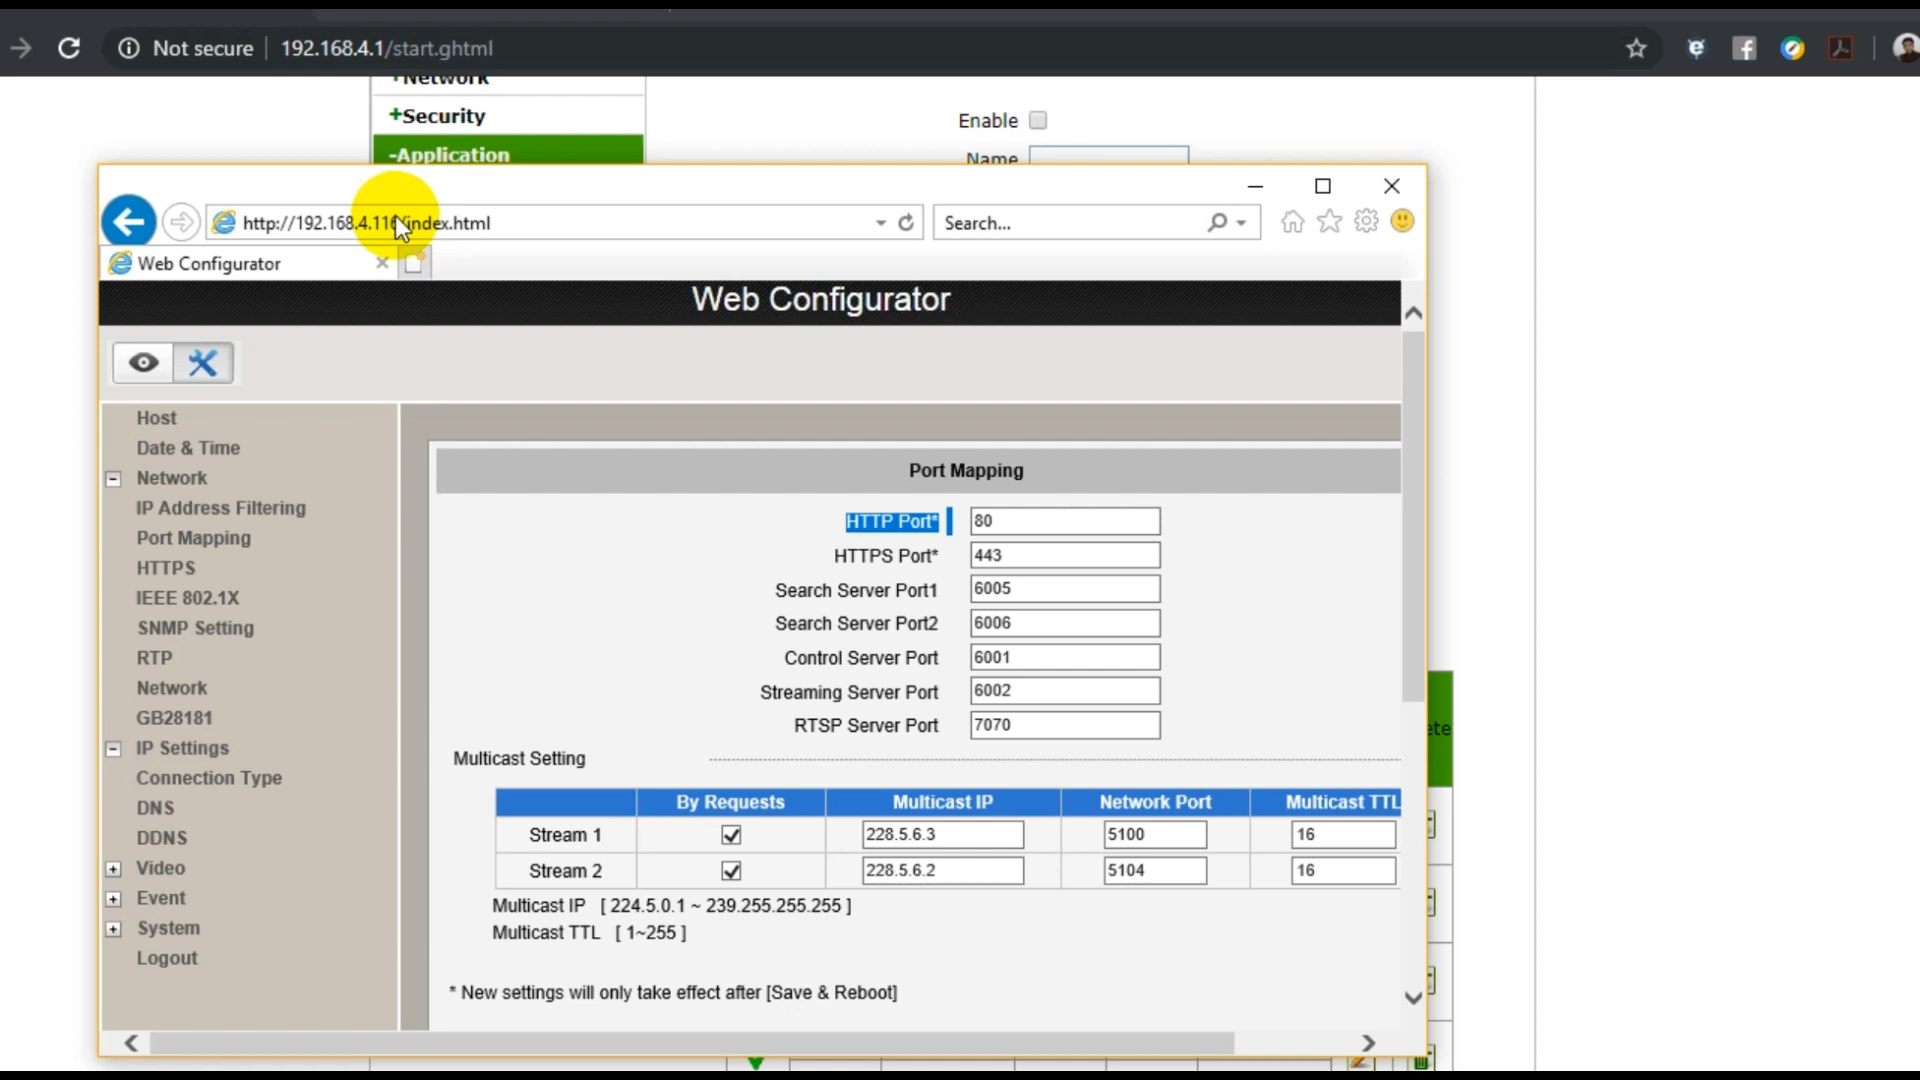 Not secure | 192.168.4.1/start.ghtml
+Network
+Security
-Application
Enable
Name
http://192.168.4.110/index.html
Search...
Web Configurator
Web Configurator
Host
Date & Time
Network
IP Address Filtering
Port Mapping
HTTPS
IEEE 802.1X
SNMP Setting
RTP
Network
GB28181
IP Settings
Connection Type
DNS
DDNS
Video
Event
System
Logout
Port Mapping
HTTP Port* 80
HTTPS Port* 443
Search Server Port1 6005
Search Server Port2 6006
Control Server Port 6001
Streaming Server Port 6002
RTSP Server Port 7070
Multicast Setting
By Requests Multicast IP Network Port Multicast TTL
Stream 1 228.5.6.3 5100 16
Stream 2 228.5.6.2 5104 16
Multicast IP [ 224.5.0.1 ~ 239.255.255.255 ]
Multicast TTL [ 1~255 ]
* New settings will only take effect after [Save & Reboot]
ete